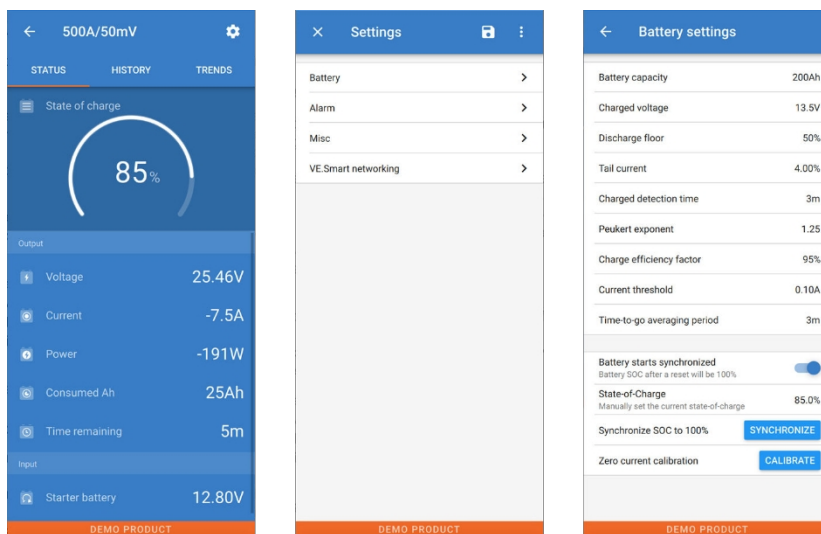 500A/50mV
STATUS HISTORY TRENDS
State of charge
85%
Output
Voltage 25.46V
Current -7.5A
Power -191W
Consumed Ah 25Ah
Time remaining 5m
Input
Starter battery 12.80V
DEMO PRODUCT
Settings
Battery
Alarm
Misc
VE.Smart networking
DEMO PRODUCT
Battery settings
Battery capacity 200Ah
Charged voltage 13.5V
Discharge floor 50%
Tail current 4.00%
Charged detection time 3m
Peukert exponent 1.25
Charge efficiency factor 95%
Current threshold 0.10A
Time-to-go averaging period 3m
Battery starts synchronized
Battery SOC after a reset will be 100%
State-of-Charge 85.0%
Manually set the current state-of-charge
Synchronize SOC to 100% SYNCHRONIZE
Zero current calibration CALIBRATE
DEMO PRODUCT